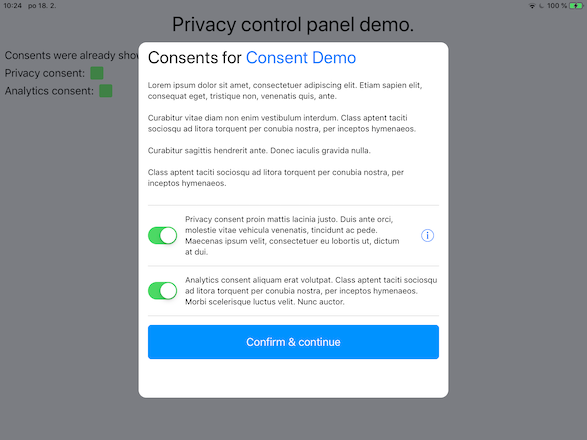 10:24 po 18. 2. 100 %
Privacy control panel demo.
Consents were already
Privacy consent:
Analytics consent:
Consents for Consent Demo
Lorem ipsum dolor sit amet, consectetuer adipiscing elit. Etiam sapien elit,
consequat eget, tristique non, venenatis quis, ante.
Curabitur vitae diam non enim vestibulum interdum. Class aptent taciti
sociosqu ad litora torquent per conubia nostra, per inceptos hymenaeos.
Curabitur sagittis hendrerit ante. Donec iaculis gravida nulla.
Class aptent taciti sociosqu ad litora torquent per conubia nostra, per
inceptos hymenaeos.
Privacy consent proin mattis lacinia justo. Duis ante orci,
molestie vitae vehicula venenatis, tincidunt ac pede.
Maecenas ipsum velit, consectetuer eu lobortis ut, dictum
at dui.
Analytics consent aliquam erat volutpat. Class aptent taciti sociosqu
ad litora torquent per conubia nostra, per inceptos hymenaeos.
Morbi scelerisque luctus velit. Nunc auctor.
Confirm & continue